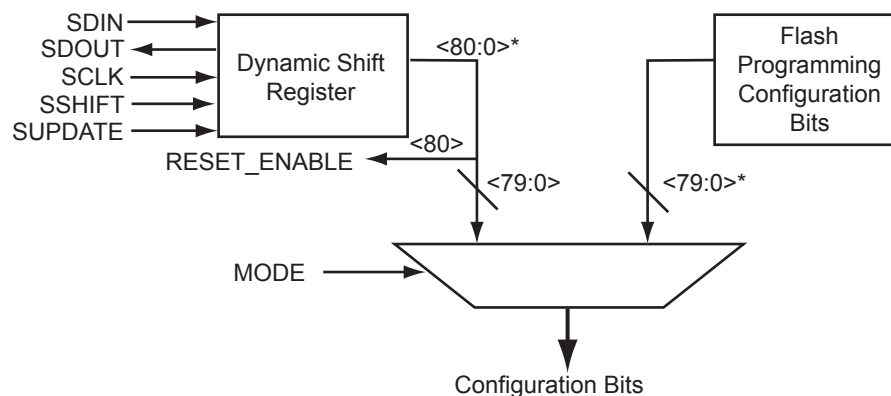 SDIN
SDOUT
SCLK
SSHIFT
SUPDATE
Dynamic Shift
Register
<80:0>*
Flash
Programming
Configuration
Bits
RESET_ENABLE
<80>
<79:0>
<79:0>*
MODE
Configuration Bits